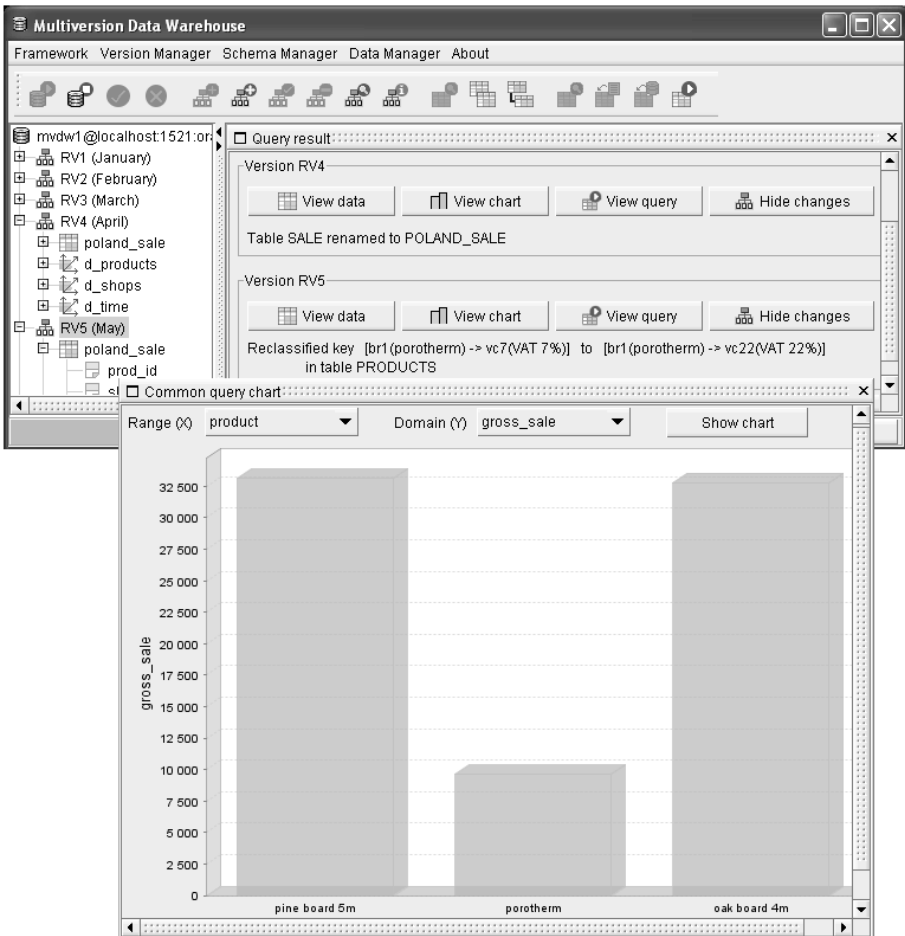 Multiversion Data Warehouse
Framework Version Manager Schema Manager Data Manager About
mvdw1@localhost:1521:or
RV1 (January)
RV2 (February)
RV3 (March)
RV4 (April)
poland_sale
d_products
d_shops
d_time
RV5 (May)
poland_sale
prod_id
Query result
Version RV4
View data View chart View query Hide changes
Table SALE renamed to POLAND_SALE
Version RV5
View data View chart View query Hide changes
Reclassified key [br1(porotherm) -> vc7(VAT 7%)] to [br1(porotherm) -> vc22(VAT 22%)]
in table PRODUCTS
Common query chart
Range (X) product Domain (Y) gross_sale Show chart
gross_sale
32 500
30 000
27 500
25 000
22 500
20 000
17 500
15 000
12 500
10 000
7 500
5 000
2 500
0
pine board 5m porotherm oak board 4m